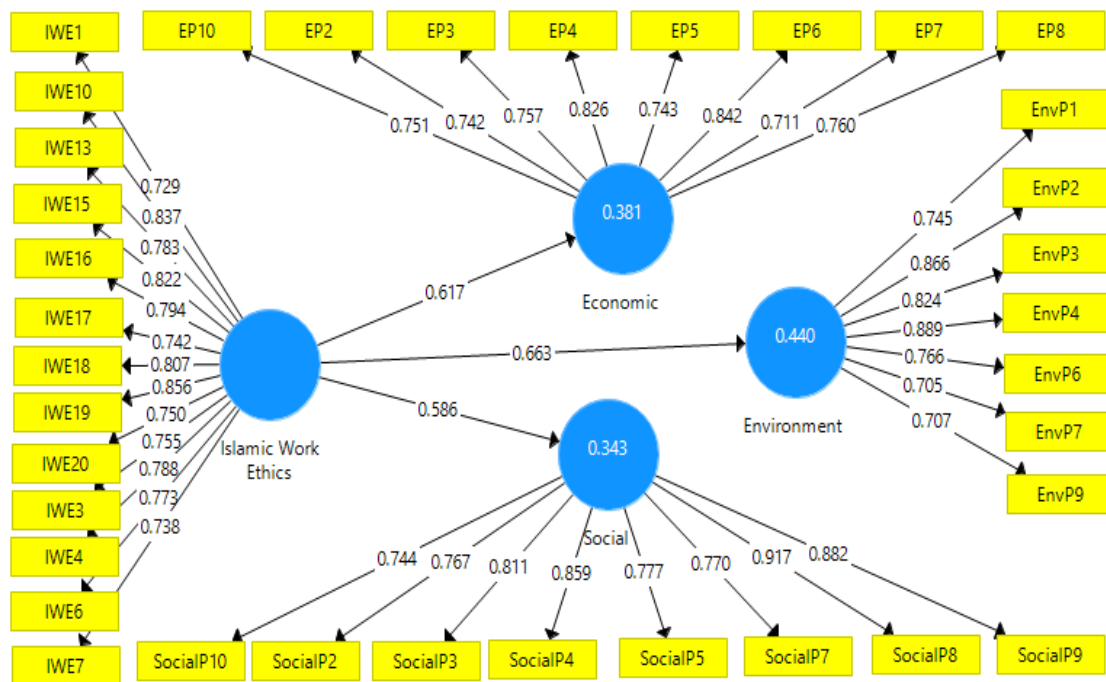 IWE1
EP10 EP2 EP3 EP4 EP5 EP6 EP7 EP8
IWE10
IWE13
IWE15
IWE16
IWE17
IWE18
IWE19
IWE20
IWE3
IWE4
IWE6
IWE7
0.751 0.742 0.757 0.826 0.743 0.842 0.711 0.760
0.729
0.837
0.783
0.822
0.794
0.742
0.807
0.856
0.750
0.755
0.788
0.773
0.738
Islamic Work
Ethics
0.617
0.663
0.586
0.381
Economic
0.440
Environment
0.343
Social
EnvP1
EnvP2
EnvP3
EnvP4
EnvP6
EnvP7
EnvP9
0.745
0.866
0.824
0.889
0.766
0.705
0.707
0.744 0.767 0.811 0.859 0.777 0.770 0.917 0.882
SocialP10 SocialP2 SocialP3 SocialP4 SocialP5 SocialP7 SocialP8 SocialP9